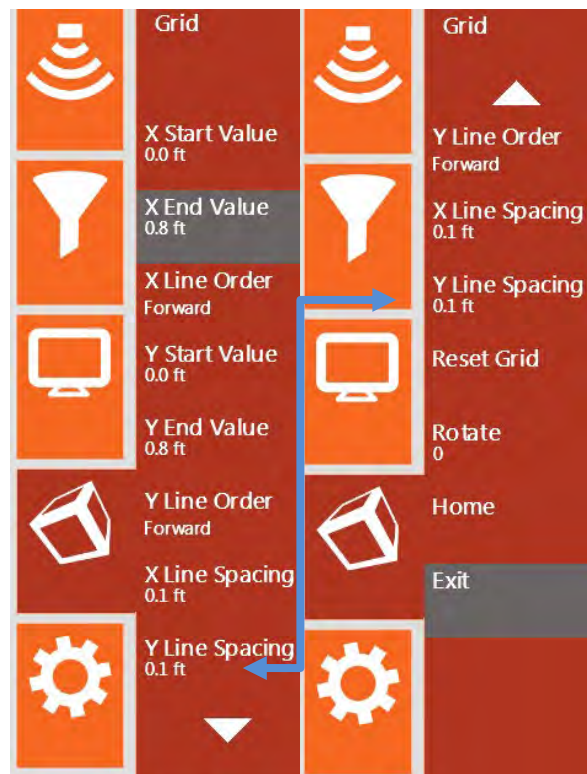 Grid
X Start Value
0.0 ft
X End Value
0.8 ft
X Line Order
Forward
Y Start Value
0.0 ft
Y End Value
0.8 ft
Y Line Order
Forward
X Line Spacing
0.1 ft
Y Line Spacing
0.1 ft
Grid
Y Line Order
Forward
X Line Spacing
0.1 ft
Y Line Spacing
0.1 ft
Reset Grid
Rotate
0
Home
Exit